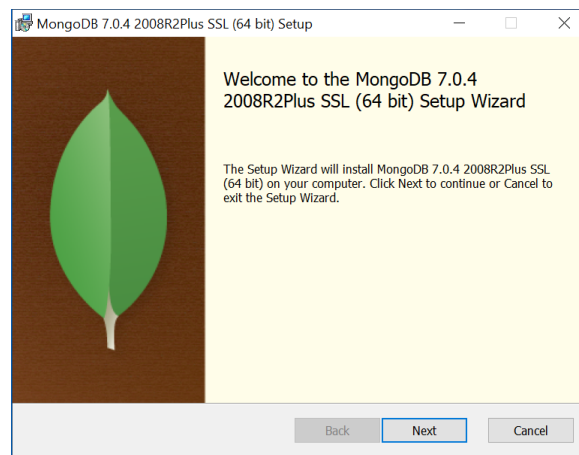 MongoDB 7.0.4 2008R2Plus SSL (64 bit) Setup
Welcome to the MongoDB 7.0.4
2008R2Plus SSL (64 bit) Setup Wizard
The Setup Wizard will install MongoDB 7.0.4 2008R2Plus SSL
(64 bit) on your computer. Click Next to continue or Cancel to
exit the Setup Wizard.
Back Next Cancel